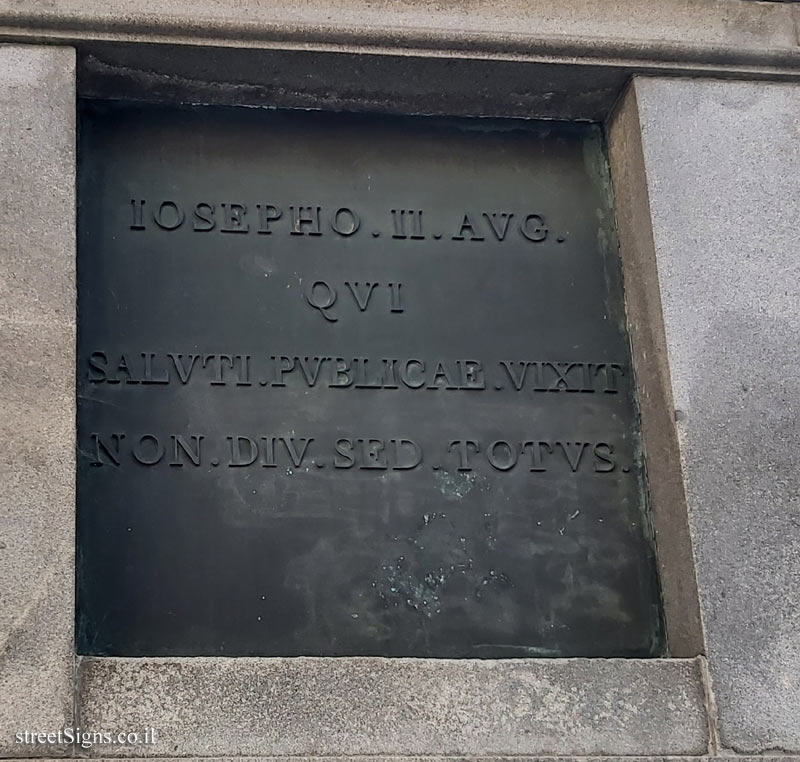 IOSEPHO . II . AVG .
QVI
SALVTI . PVBLICAE . VIXIT
NON . DIV . SED . TOTVS .
streetSigns.co.il